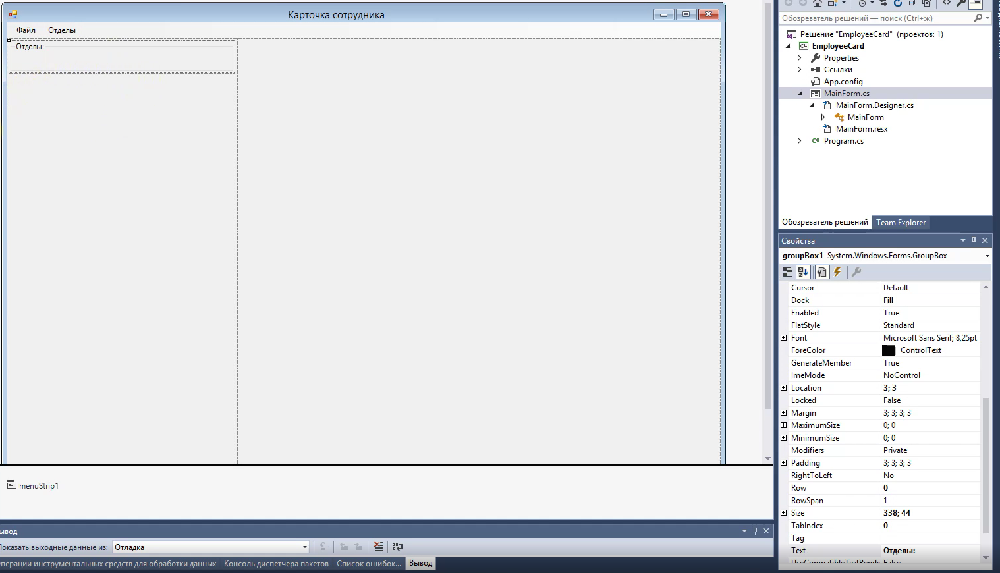 Карточка сотрудника
Файл Отделы
Отделы:
menuStrip1
ывод
Показать выходные данные из: Отладка
перации инструментальных средств для обработки данных Консоль диспетчера пакетов Список ошибок... Вывод
Обозреватель решений — поиск (Ctrl+ж)
Решение "EmployeeCard" (проектов: 1)
C# EmployeeCard
Properties
Ссылки
App.config
MainForm.cs
MainForm.Designer.cs
MainForm
MainForm.resx
C# Program.cs
Обозреватель решений Team Explorer
Свойства
groupBox1 System.Windows.Forms.GroupBox
Cursor Default
Dock Fill
Enabled True
FlatStyle Standard
Font Microsoft Sans Serif; 8,25pt
ForeColor ControlText
GenerateMember True
ImeMode NoControl
Location 3; 3
Locked False
Margin 3; 3; 3; 3
MaximumSize 0; 0
MinimumSize 0; 0
Modifiers Private
Padding 3; 3; 3; 3
RightToLeft No
Row 0
RowSpan 1
Size 338; 44
TabIndex 0
Tag
Text Отделы:
UseCompatibleTextRende False